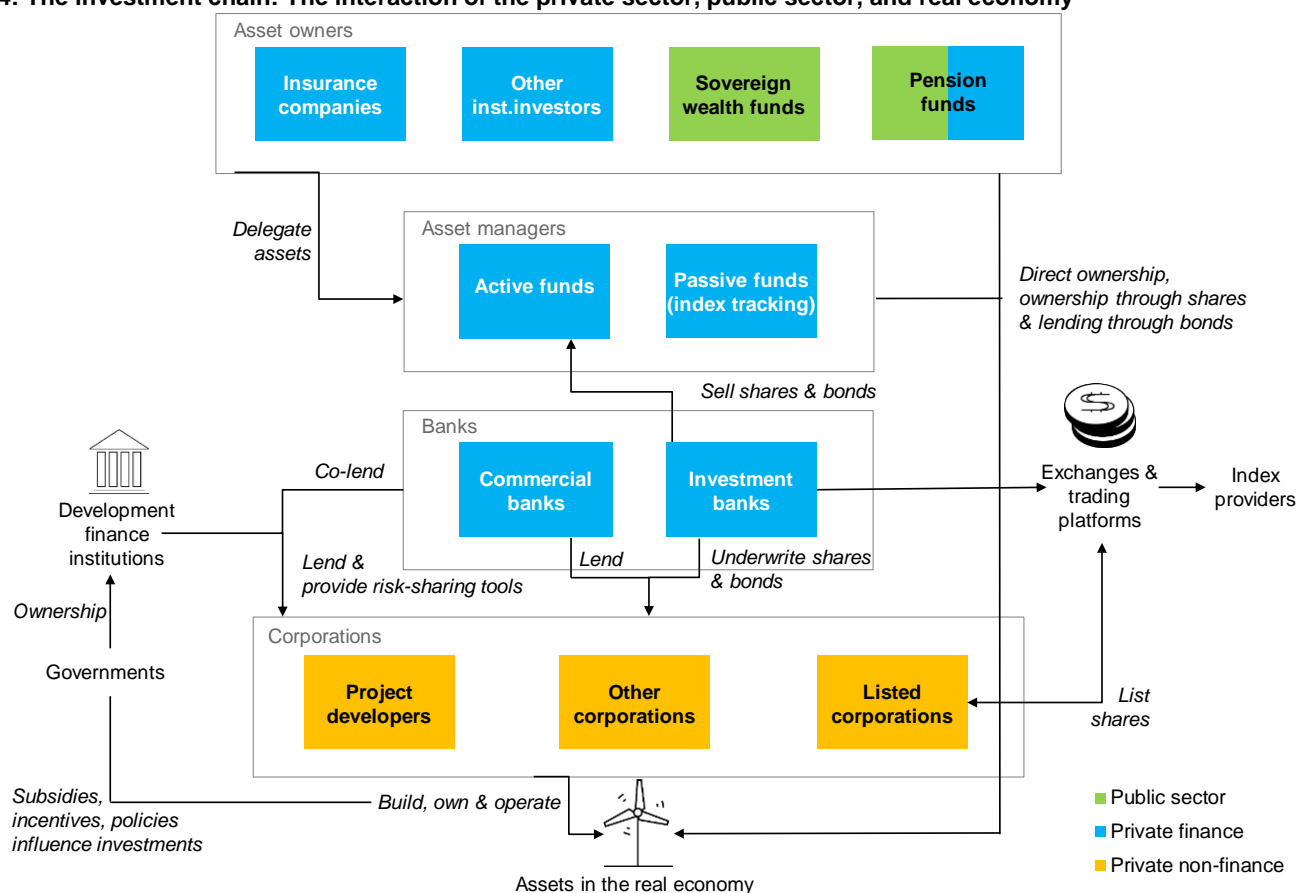 4: The investment chain: The interaction of the private sector, public sector, and real economy
Asset owners
Insurance
companies
Other
inst.investors
Sovereign
wealth funds
Pension
funds
Delegate
assets
Asset managers
Active funds
Passive funds
(index tracking)
Direct ownership,
ownership through shares
& lending through bonds
Sell shares & bonds
Banks
Co-lend
Commercial
banks
Investment
banks
Exchanges &
trading
platforms
Index
providers
Development
finance
institutions
Lend &
provide risk-sharing tools
Lend
Underwrite shares
& bonds
Ownership
Governments
Corporations
Project
developers
Other
corporations
Listed
corporations
List
shares
Subsidies,
incentives, policies
influence investments
Build, own & operate
Assets in the real economy
Public sector
Private finance
Private non-finance